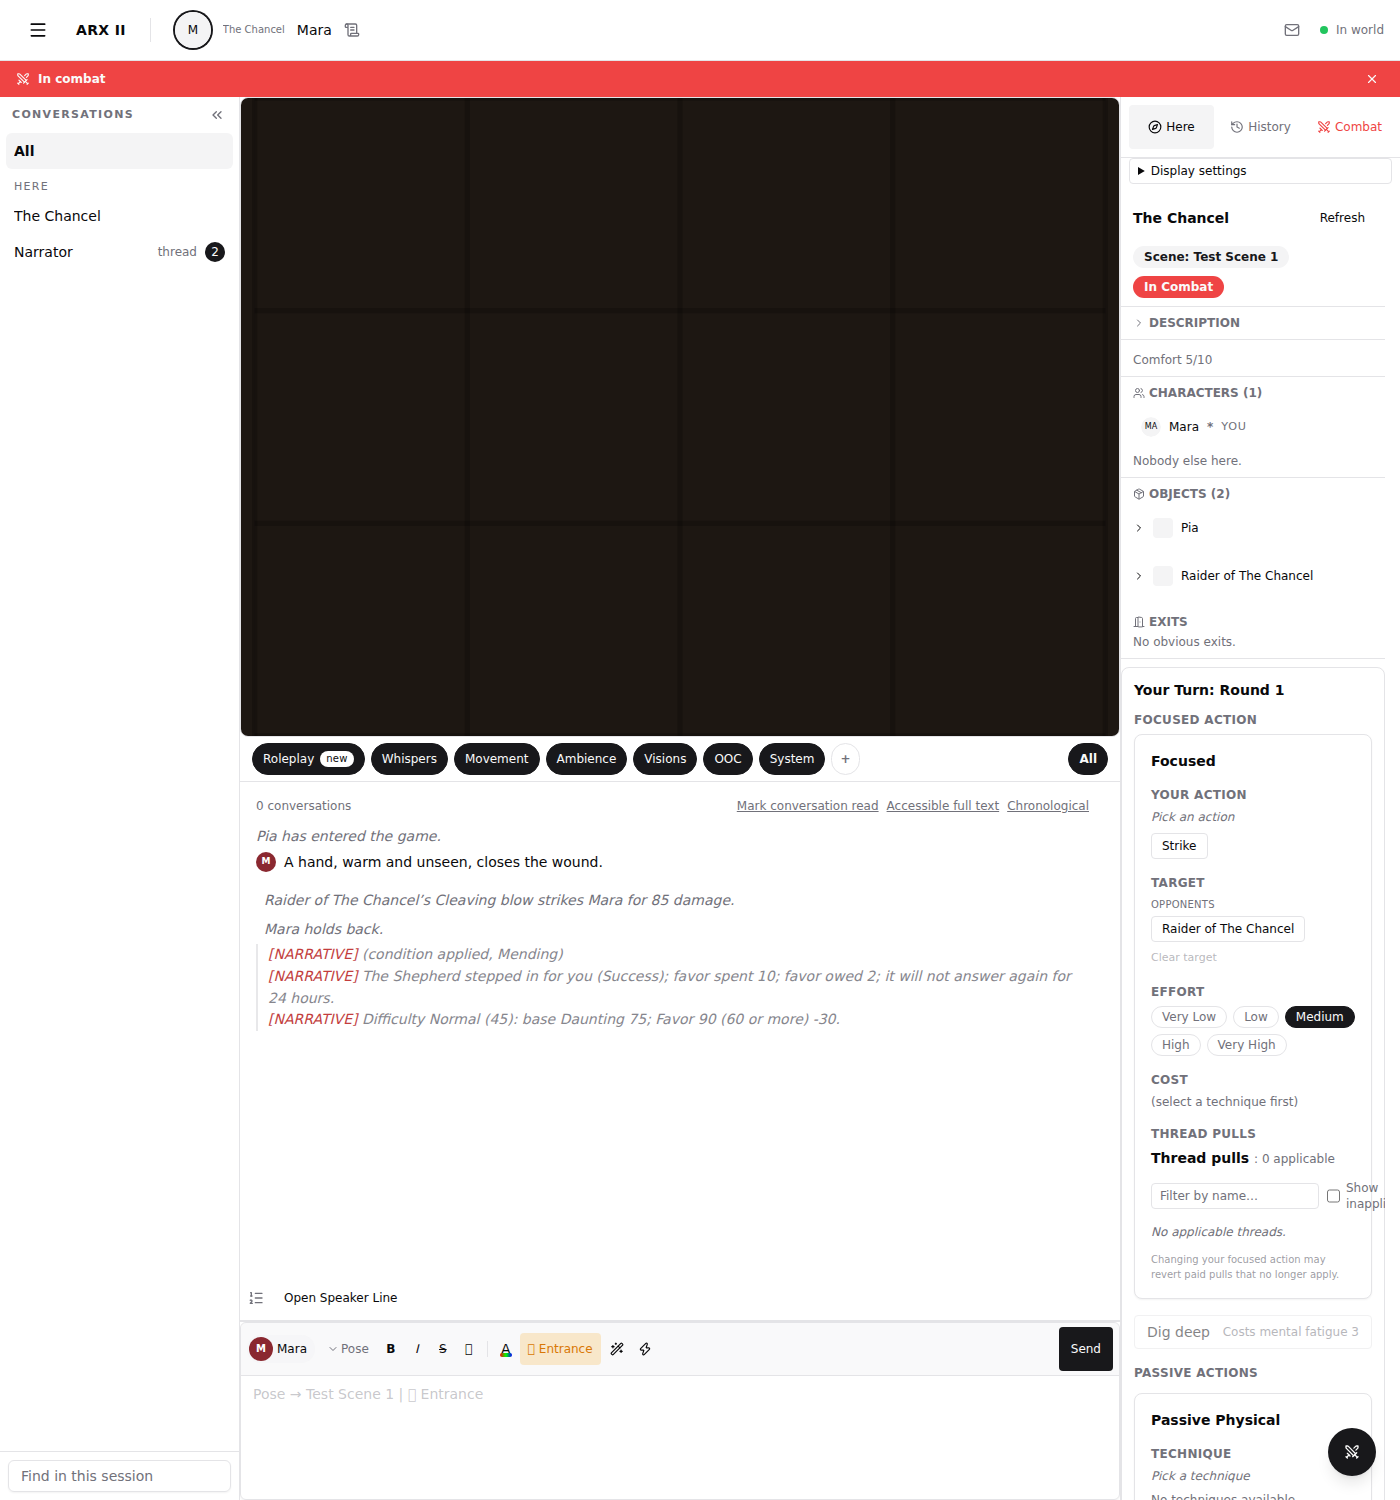 ARX II
M
The Chancel
Mara
In world
In combat
CONVERSATIONS
All
HERE
The Chancel
Narrator thread 2
Find in this session
Roleplay new
Whispers
Movement
Ambience
Visions
OOC
System
+
All
0 conversations
Mark conversation read
Accessible full text
Chronological
Pia has entered the game.
M A hand, warm and unseen, closes the wound.
Raider of The Chancel’s Cleaving blow strikes Mara for 85 damage.
Mara holds back.
[NARRATIVE] (condition applied, Mending)
[NARRATIVE] The Shepherd stepped in for you (Success); favor spent 10; favor owed 2; it will not answer again for
24 hours.
[NARRATIVE] Difficulty Normal (45): base Daunting 75; Favor 90 (60 or more) -30.
Open Speaker Line
M Mara
Pose
B
I
S
A
Entrance
Send
Pose → Test Scene 1 | Entrance
Here
History
Combat
Display settings
The Chancel
Refresh
Scene: Test Scene 1
In Combat
DESCRIPTION
Comfort 5/10
CHARACTERS (1)
MA Mara * YOU
Nobody else here.
OBJECTS (2)
Pia
Raider of The Chancel
EXITS
No obvious exits.
Your Turn: Round 1
FOCUSED ACTION
Focused
YOUR ACTION
Pick an action
Strike
TARGET
OPPONENTS
Raider of The Chancel
Clear target
EFFORT
Very Low
Low
Medium
High
Very High
COST
(select a technique first)
THREAD PULLS
Thread pulls : 0 applicable
Filter by name...
Show
inappli
No applicable threads.
Changing your focused action may
revert paid pulls that no longer apply.
Dig deep Costs mental fatigue 3
PASSIVE ACTIONS
Passive Physical
TECHNIQUE
Pick a technique
No techniques available